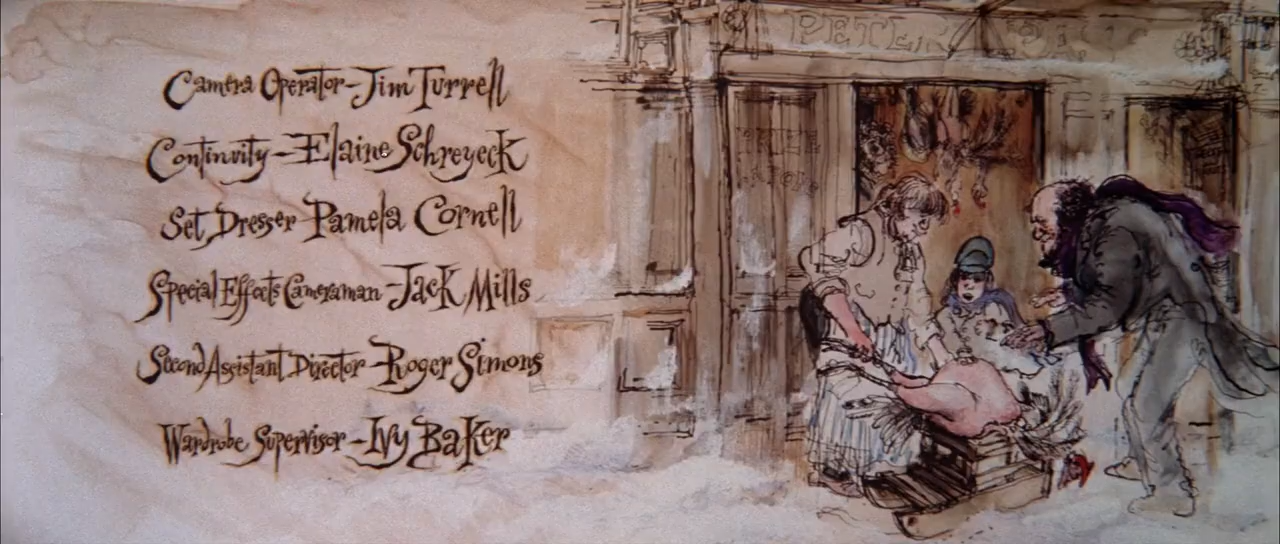 Camera Operator – Jim Turrell
Continuity – Elaine Schreyeck
Set Dresser – Pamela Cornell
Special Effects Cameraman – Jack Mills
Second Assistant Director – Roger Simons
Wardrobe Supervisor – Ivy Baker
PETER